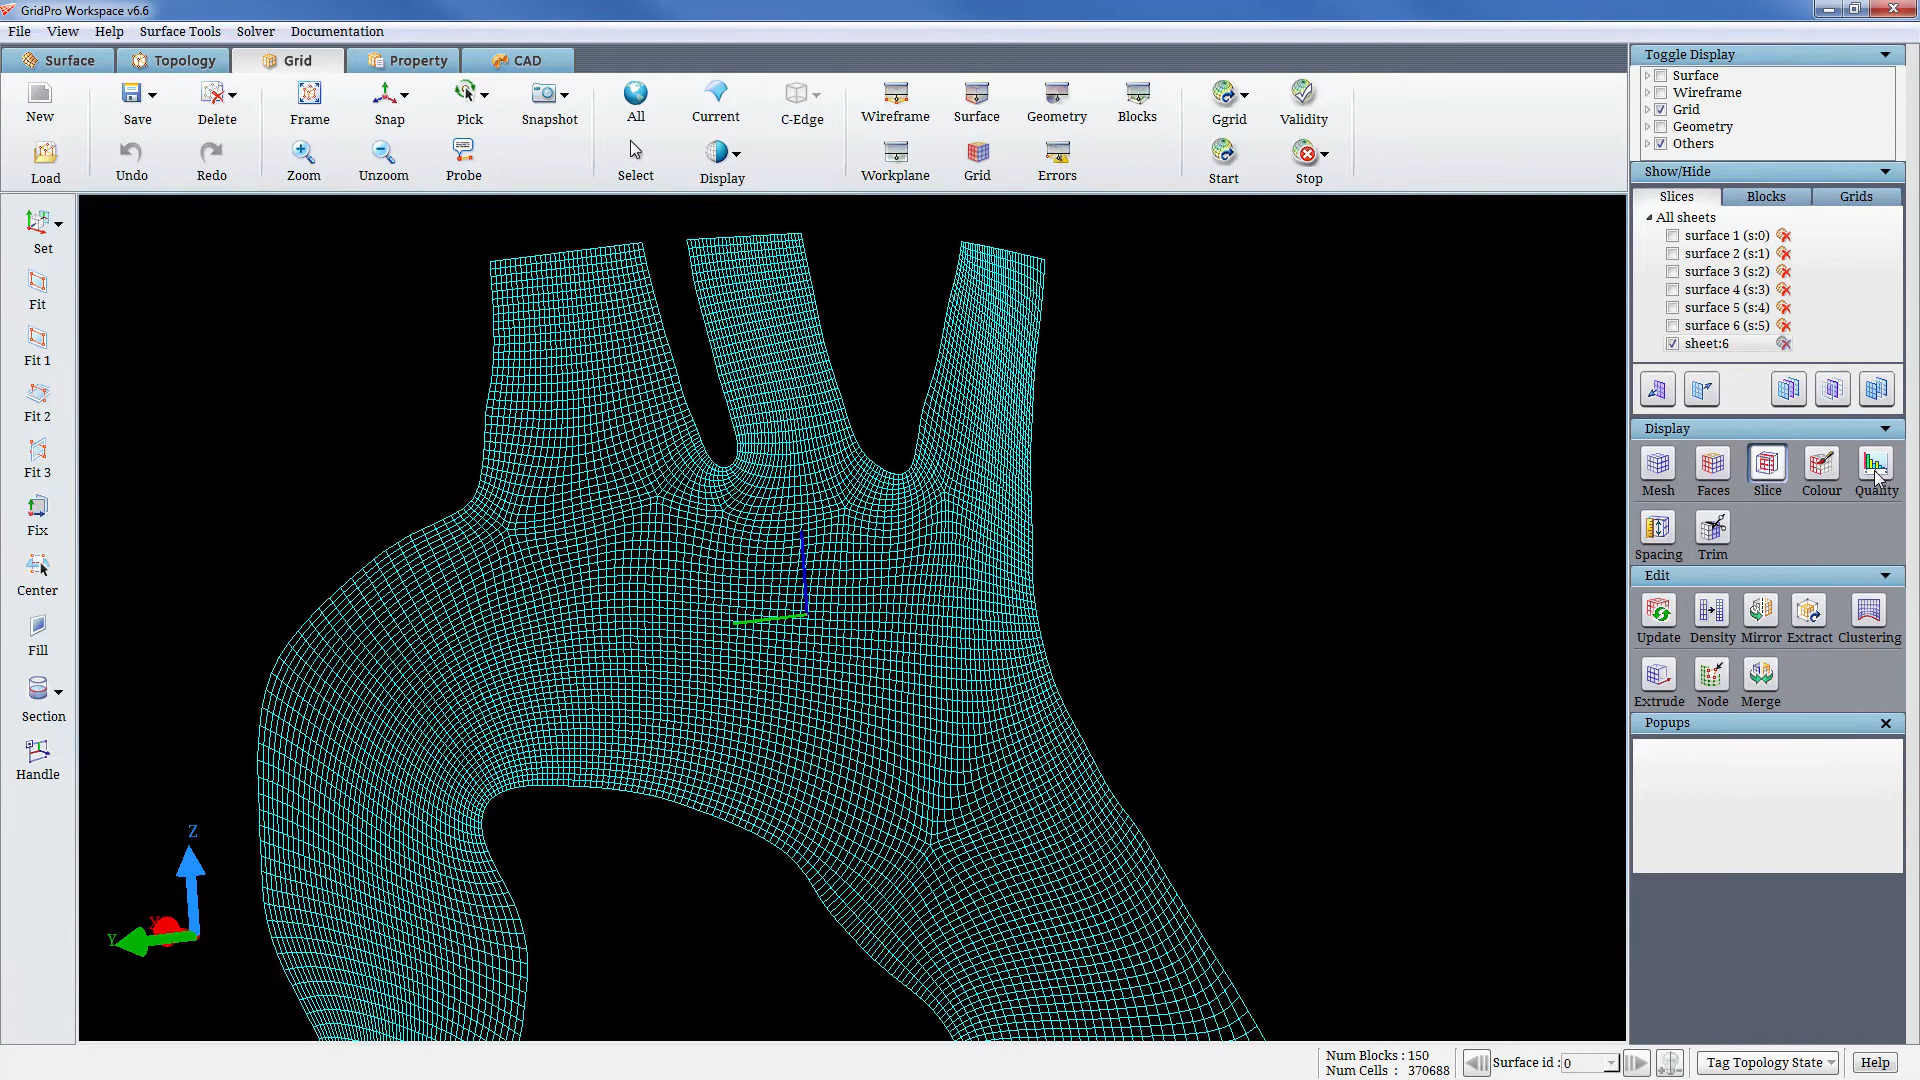 GridPro Workspace v6.6
File View Help Surface Tools Solver Documentation
Surface Topology Grid Property CAD
New Save Delete Frame Snap Pick Snapshot All Current C-Edge Wireframe Surface Geometry Blocks Ggrid Validity
Load Undo Redo Zoom Unzoom Probe Select Display Workplane Grid Errors Start Stop
Set
Fit
Fit 1
Fit 2
Fit 3
Fix
Center
Fill
Section
Handle
Z
X
Y
Toggle Display
Surface
Wireframe
Grid
Geometry
Others
Show/Hide
Slices Blocks Grids
All sheets
surface 1 (s:0)
surface 2 (s:1)
surface 3 (s:2)
surface 4 (s:3)
surface 5 (s:4)
surface 6 (s:5)
sheet:6
Display
Mesh Faces Slice Colour Quality
Spacing Trim
Edit
Update Density Mirror Extract Clustering
Extrude Node Merge
Popups
Num Blocks : 150
Num Cells : 370688
Surface id : 0
Tag Topology State
Help